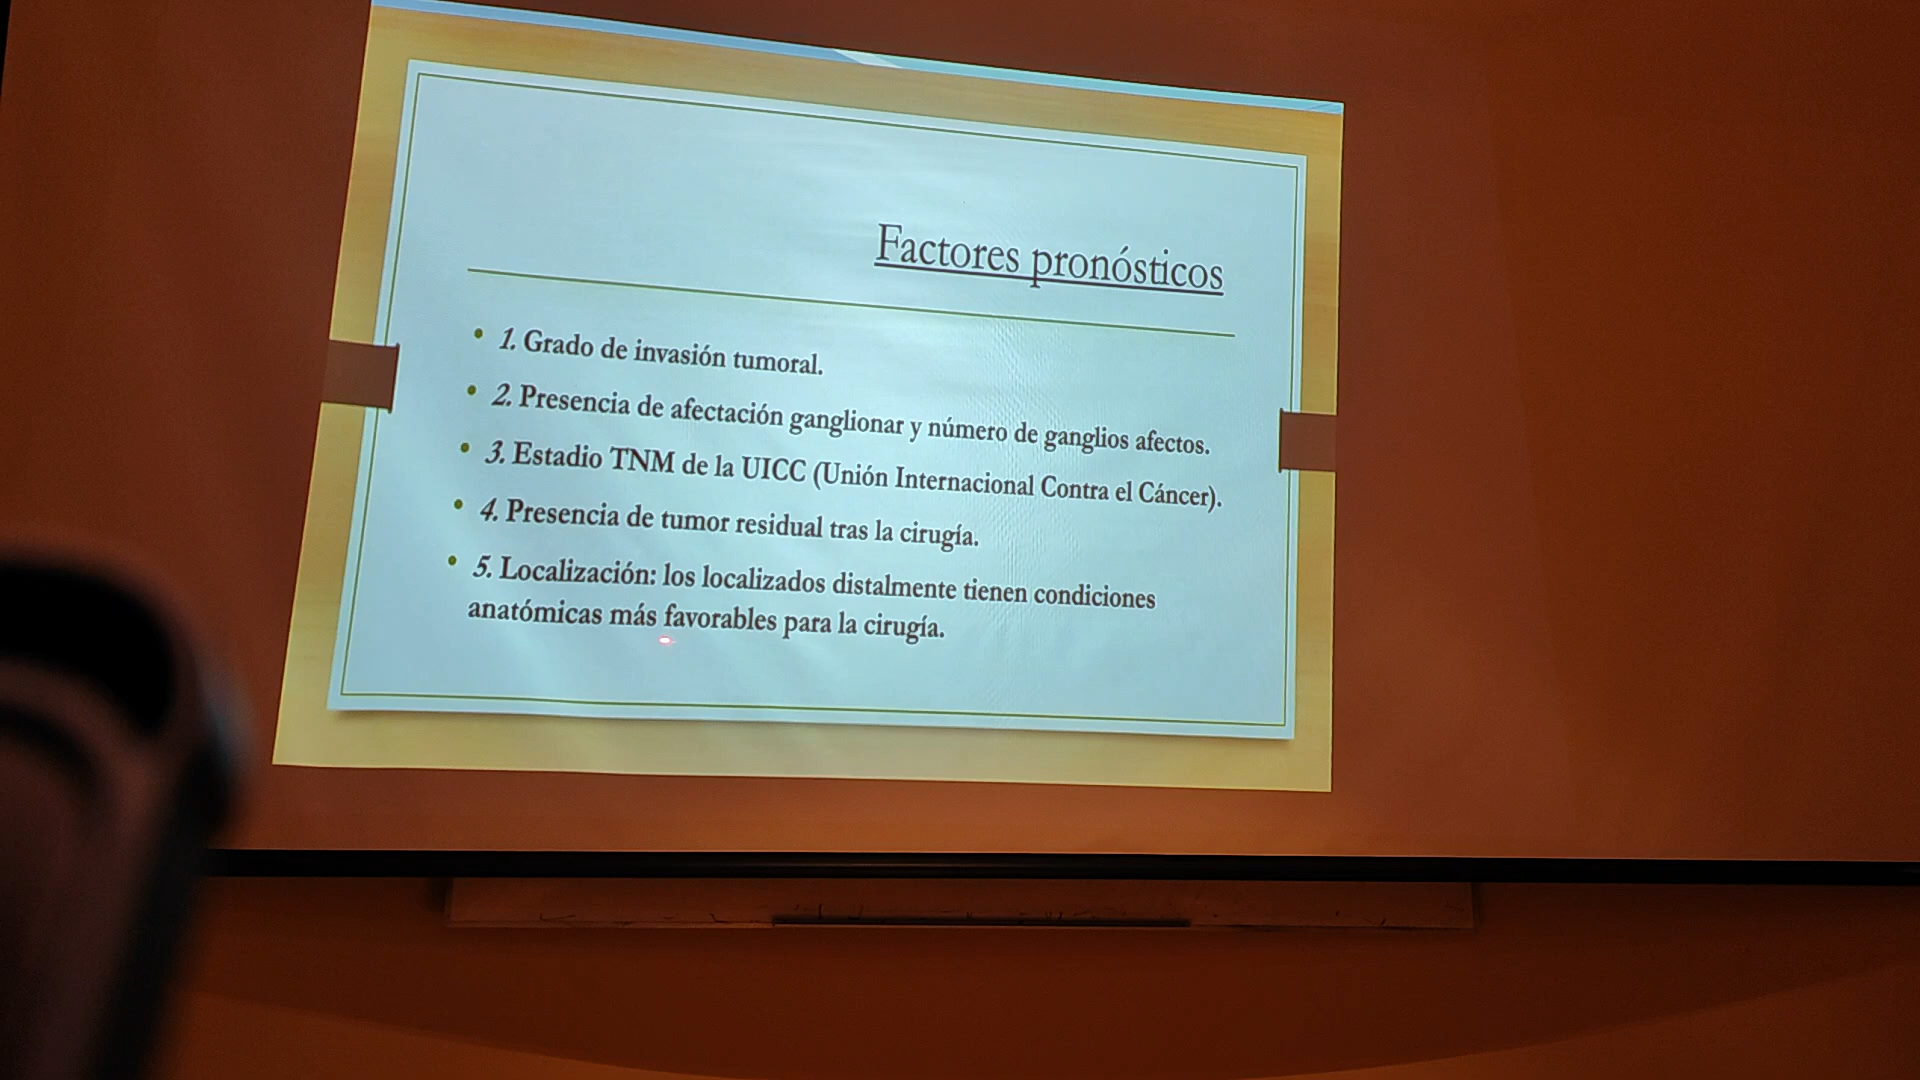 Factores pronósticos
• 1. Grado de invasión tumoral.
• 2. Presencia de afectación ganglionar y número de ganglios afectos.
• 3. Estadio TNM de la UICC (Unión Internacional Contra el Cáncer).
• 4. Presencia de tumor residual tras la cirugía.
• 5. Localización: los localizados distalmente tienen condiciones
anatómicas más favorables para la cirugía.